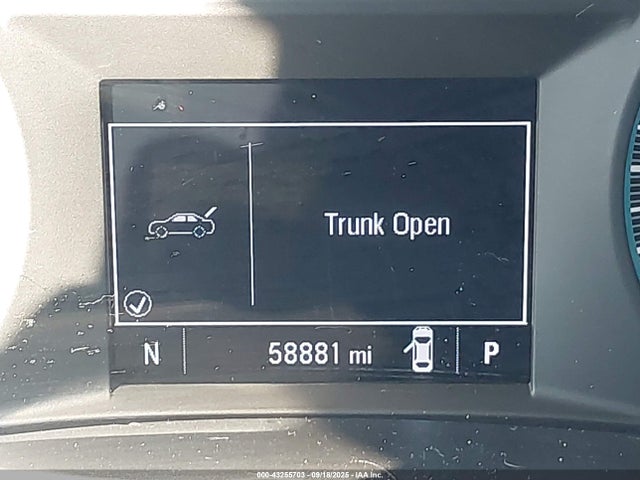 Trunk Open
N 58881 mi P
000-43255703 - 09/18/2025 - IAA Inc.